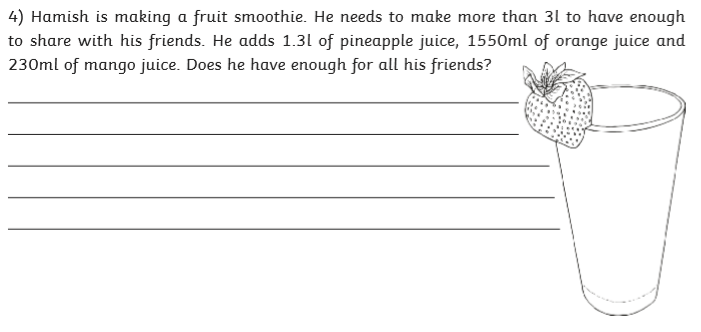 4) Hamish is making a fruit smoothie. He needs to make more than 3l to have enough
to share with his friends. He adds 1.3l of pineapple juice, 1550ml of orange juice and
230ml of mango juice. Does he have enough for all his friends?